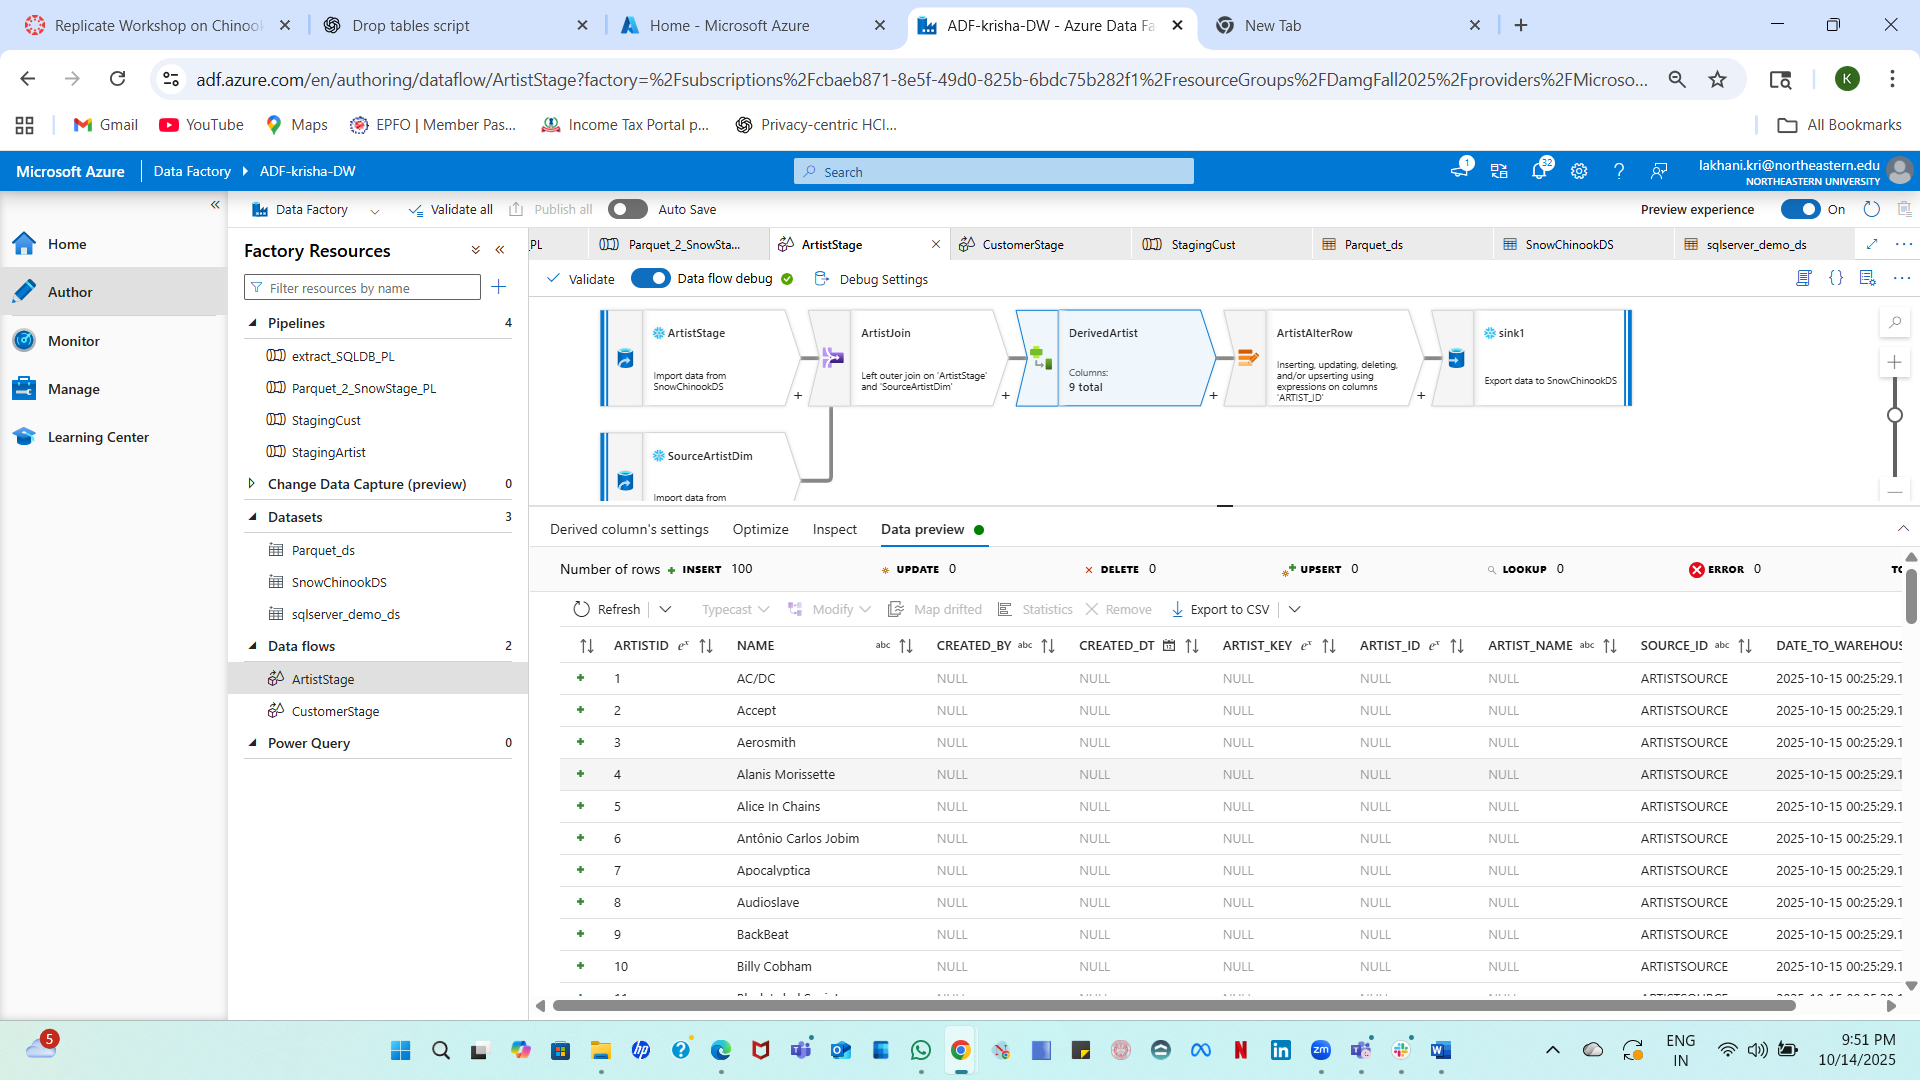 Replicate Workshop on Chinook
Drop tables script
Home - Microsoft Azure
ADF-krisha-DW - Azure Data Fa
New Tab
adf.azure.com/en/authoring/dataflow/ArtistStage?factory=%2Fsubscriptions%2Fcbaeb871-8e5f-49d0-825b-6bdc75b282f1%2FresourceGroups%2FDamgFall2025%2Fproviders%2FMicroso...
K
Gmail
YouTube
Maps
EPFO | Member Pas...
Income Tax Portal p...
Privacy-centric HCI...
All Bookmarks
Microsoft Azure
Data Factory
ADF-krisha-DW
Search
1
32
lakhani.kri@northeastern.edu
NORTHEASTERN UNIVERSITY
Home
Author
Monitor
Manage
Learning Center
Data Factory
Validate all
Publish all
Auto Save
Preview experience
On
Factory Resources
Filter resources by name
Pipelines 4
extract_SQLDB_PL
Parquet_2_SnowStage_PL
StagingCust
StagingArtist
Change Data Capture (preview) 0
Datasets 3
Parquet_ds
SnowChinookDS
sqlserver_demo_ds
Data flows 2
ArtistStage
CustomerStage
Power Query 0
_PL
Parquet_2_SnowSta...
ArtistStage
CustomerStage
StagingCust
Parquet_ds
SnowChinookDS
sqlserver_demo_ds
Validate
Data flow debug
Debug Settings
ArtistStage
Import data from
SnowChinookDS
ArtistJoin
Left outer join on 'ArtistStage'
and 'SourceArtistDim'
DerivedArtist
Columns:
9 total
ArtistAlterRow
Inserting, updating, deleting,
and/or upserting using
expressions on columns
'ARTIST_ID'
sink1
Export data to SnowChinookDS
SourceArtistDim
Import data from
Derived column's settings
Optimize
Inspect
Data preview
Number of rows INSERT 100 UPDATE 0 DELETE 0 UPSERT 0 LOOKUP 0 ERROR 0 TO
Refresh
Typecast
Modify
Map drifted
Statistics
Remove
Export to CSV
ARTISTID NAME abc CREATED_BY abc CREATED_DT ARTIST_KEY ARTIST_ID ARTIST_NAME abc SOURCE_ID abc DATE_TO_WAREHOUS
1 AC/DC NULL NULL NULL NULL NULL ARTISTSOURCE 2025-10-15 00:25:29.1
2 Accept NULL NULL NULL NULL NULL ARTISTSOURCE 2025-10-15 00:25:29.1
3 Aerosmith NULL NULL NULL NULL NULL ARTISTSOURCE 2025-10-15 00:25:29.1
4 Alanis Morissette NULL NULL NULL NULL NULL ARTISTSOURCE 2025-10-15 00:25:29.1
5 Alice In Chains NULL NULL NULL NULL NULL ARTISTSOURCE 2025-10-15 00:25:29.1
6 Antônio Carlos Jobim NULL NULL NULL NULL NULL ARTISTSOURCE 2025-10-15 00:25:29.1
7 Apocalyptica NULL NULL NULL NULL NULL ARTISTSOURCE 2025-10-15 00:25:29.1
8 Audioslave NULL NULL NULL NULL NULL ARTISTSOURCE 2025-10-15 00:25:29.1
9 BackBeat NULL NULL NULL NULL NULL ARTISTSOURCE 2025-10-15 00:25:29.1
10 Billy Cobham NULL NULL NULL NULL NULL ARTISTSOURCE 2025-10-15 00:25:29.1
5
ENG
IN
9:51 PM
10/14/2025